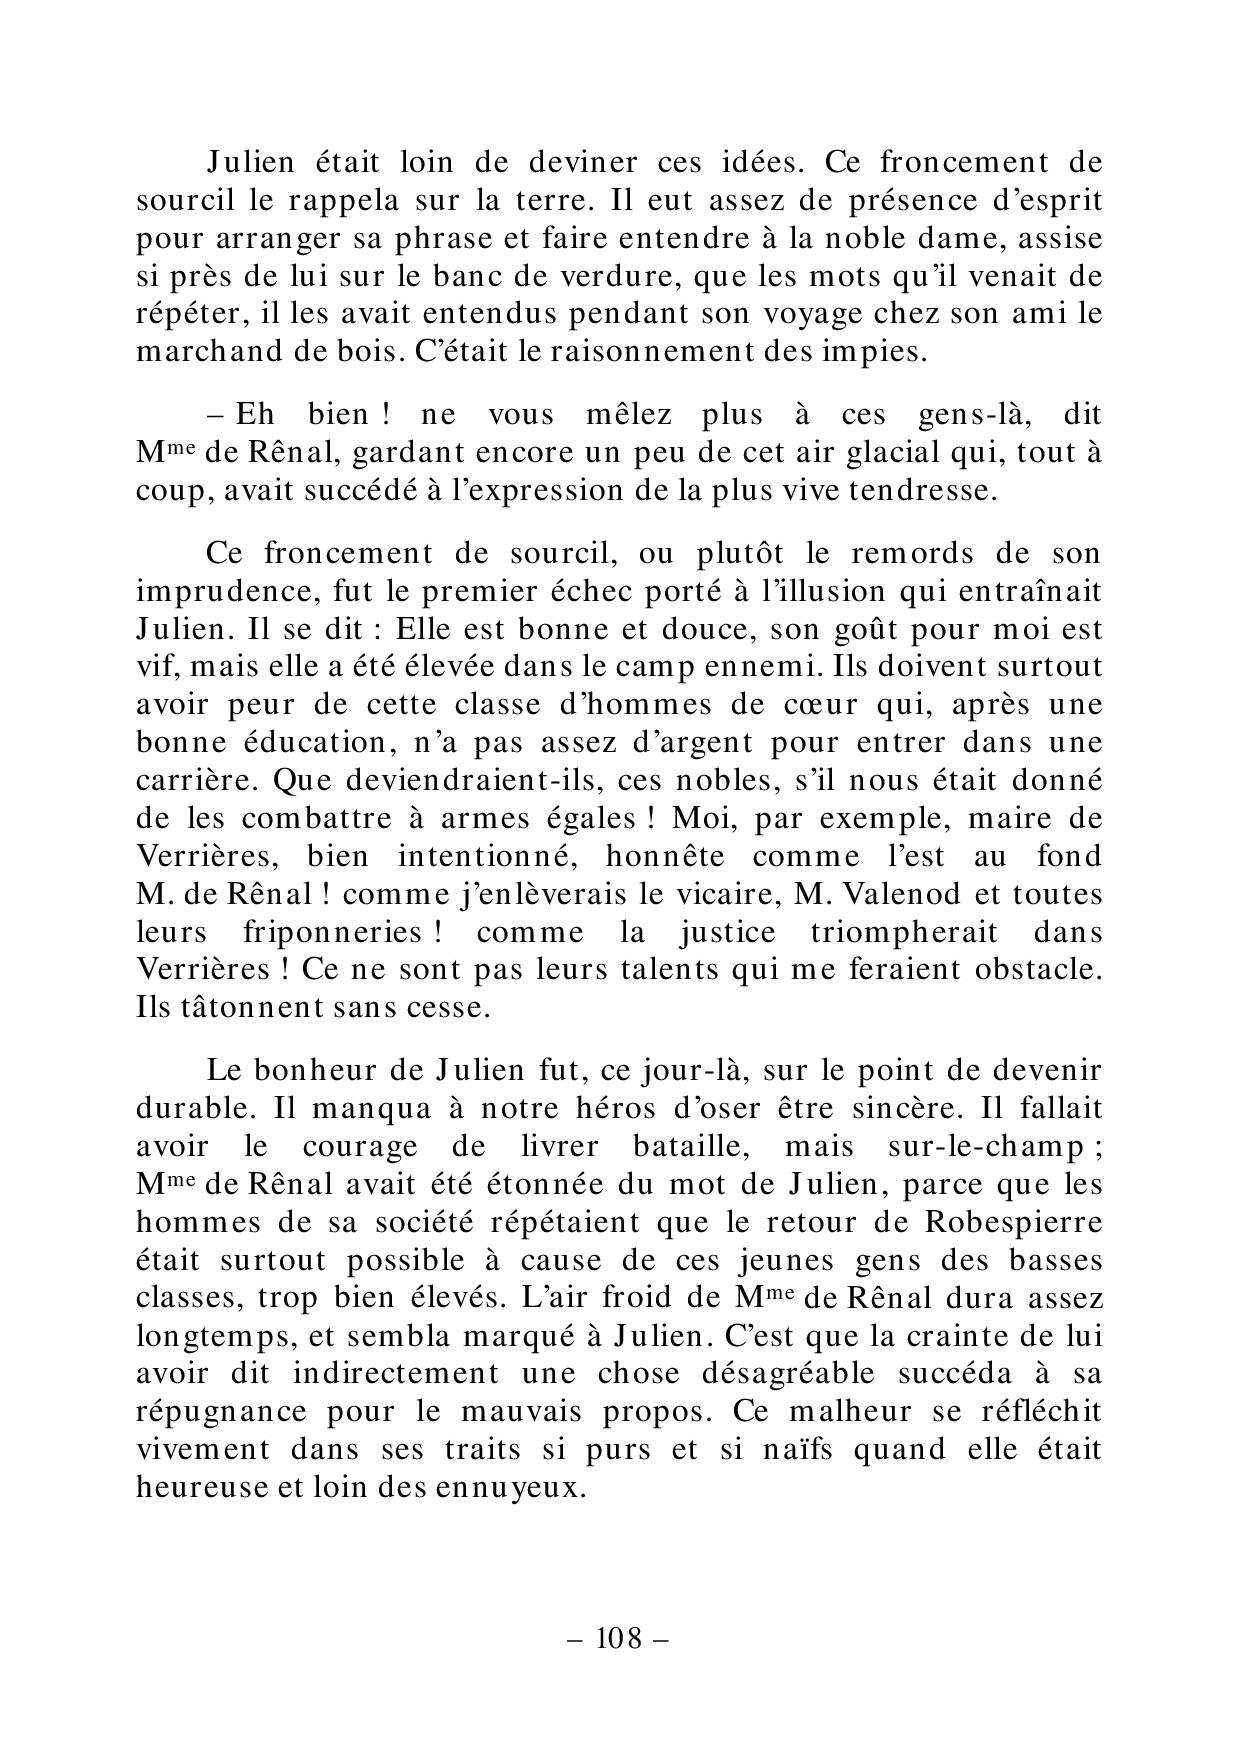 Julien était loin de deviner ces idées. Ce froncement de
sourcil le rappela sur la terre. Il eut assez de présence d’esprit
pour arranger sa phrase et faire entendre à la noble dame, assise
si près de lui sur le banc de verdure, que les mots qu’il venait de
répéter, il les avait entendus pendant son voyage chez son ami le
marchand de bois. C’était le raisonnement des impies.
– Eh bien ! ne vous mêlez plus à ces gens-là, dit
Mme de Rênal, gardant encore un peu de cet air glacial qui, tout à
coup, avait succédé à l’expression de la plus vive tendresse.
Ce froncement de sourcil, ou plutôt le remords de son
imprudence, fut le premier échec porté à l’illusion qui entraînait
Julien. Il se dit : Elle est bonne et douce, son goût pour moi est
vif, mais elle a été élevée dans le camp ennemi. Ils doivent surtout
avoir peur de cette classe d’hommes de cœur qui, après une
bonne éducation, n’a pas assez d’argent pour entrer dans une
carrière. Que deviendraient-ils, ces nobles, s’il nous était donné
de les combattre à armes égales ! Moi, par exemple, maire de
Verrières, bien intentionné, honnête comme l’est au fond
M. de Rênal ! comme j’enlèverais le vicaire, M. Valenod et toutes
leurs friponneries ! comme la justice triompherait dans
Verrières ! Ce ne sont pas leurs talents qui me feraient obstacle.
Ils tâtonnent sans cesse.
Le bonheur de Julien fut, ce jour-là, sur le point de devenir
durable. Il manqua à notre héros d’oser être sincère. Il fallait
avoir le courage de livrer bataille, mais sur-le-champ ;
Mme de Rênal avait été étonnée du mot de Julien, parce que les
hommes de sa société répétaient que le retour de Robespierre
était surtout possible à cause de ces jeunes gens des basses
classes, trop bien élevés. L’air froid de Mme de Rênal dura assez
longtemps, et sembla marqué à Julien. C’est que la crainte de lui
avoir dit indirectement une chose désagréable succéda à sa
répugnance pour le mauvais propos. Ce malheur se réfléchit
vivement dans ses traits si purs et si naïfs quand elle était
heureuse et loin des ennuyeux.
– 108 –